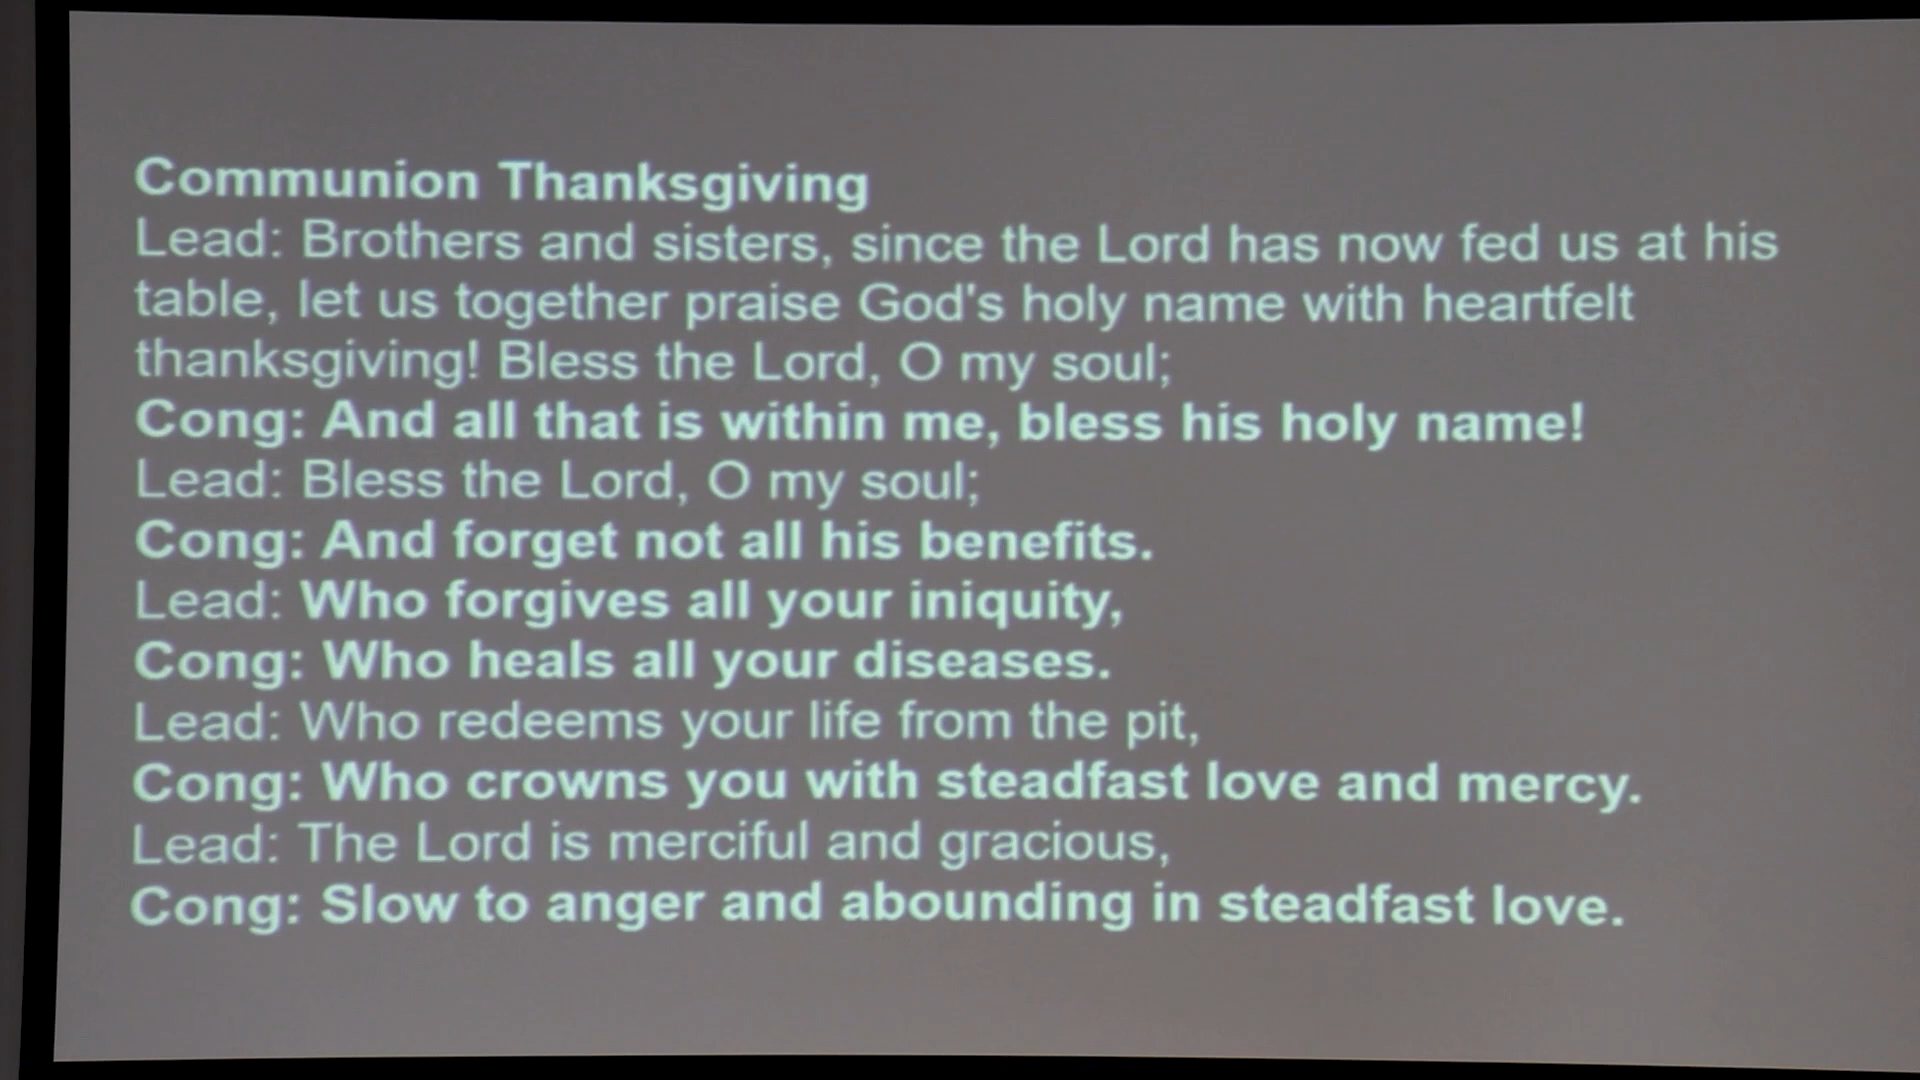 Communion Thanksgiving
Lead: Brothers and sisters, since the Lord has now fed us at his
table, let us together praise God's holy name with heartfelt
thanksgiving! Bless the Lord, O my soul;
Cong: And all that is within me, bless his holy name!
Lead: Bless the Lord, O my soul;
Cong: And forget not all his benefits.
Lead: Who forgives all your iniquity,
Cong: Who heals all your diseases.
Lead: Who redeems your life from the pit,
Cong: Who crowns you with steadfast love and mercy.
Lead: The Lord is merciful and gracious,
Cong: Slow to anger and abounding in steadfast love.